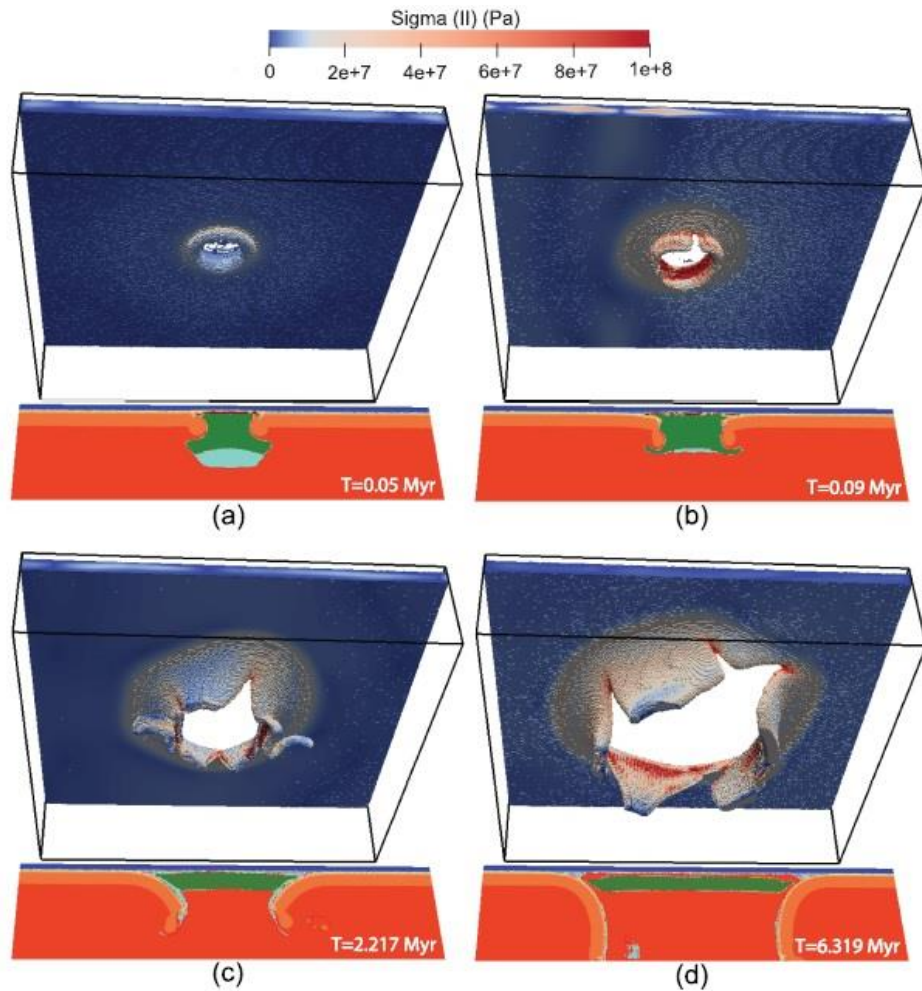 Sigma (II) (Pa)
0 2e+7 4e+7 6e+7 8e+7 1e+8
T=0.05 Myr
T=0.09 Myr
(a)
(b)
T=2.217 Myr
T=6.319 Myr
(c)
(d)